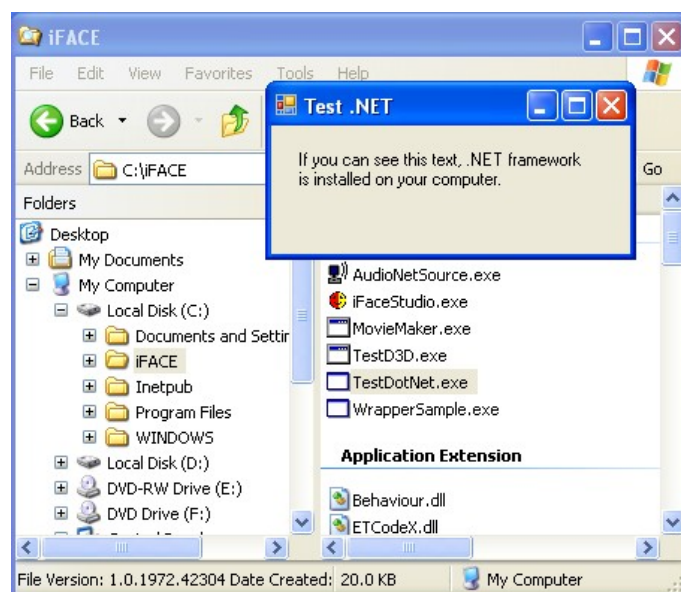 iFACE
File Edit View Favorites Tools Help
Test .NET
Back
If you can see this text, .NET framework
is installed on your computer.
Address C:\iFACE Go
Folders
Desktop
My Documents
My Computer
Local Disk (C:)
Documents and Settir
iFACE
Inetpub
Program Files
WINDOWS
Local Disk (D:)
DVD-RW Drive (E:)
DVD Drive (F:)
AudioNetSource.exe
iFaceStudio.exe
MovieMaker.exe
TestD3D.exe
TestDotNet.exe
WrapperSample.exe
Application Extension
Behaviour.dll
ETCodeX.dll
File Version: 1.0.1972.42304 Date Created: 20.0 KB My Computer